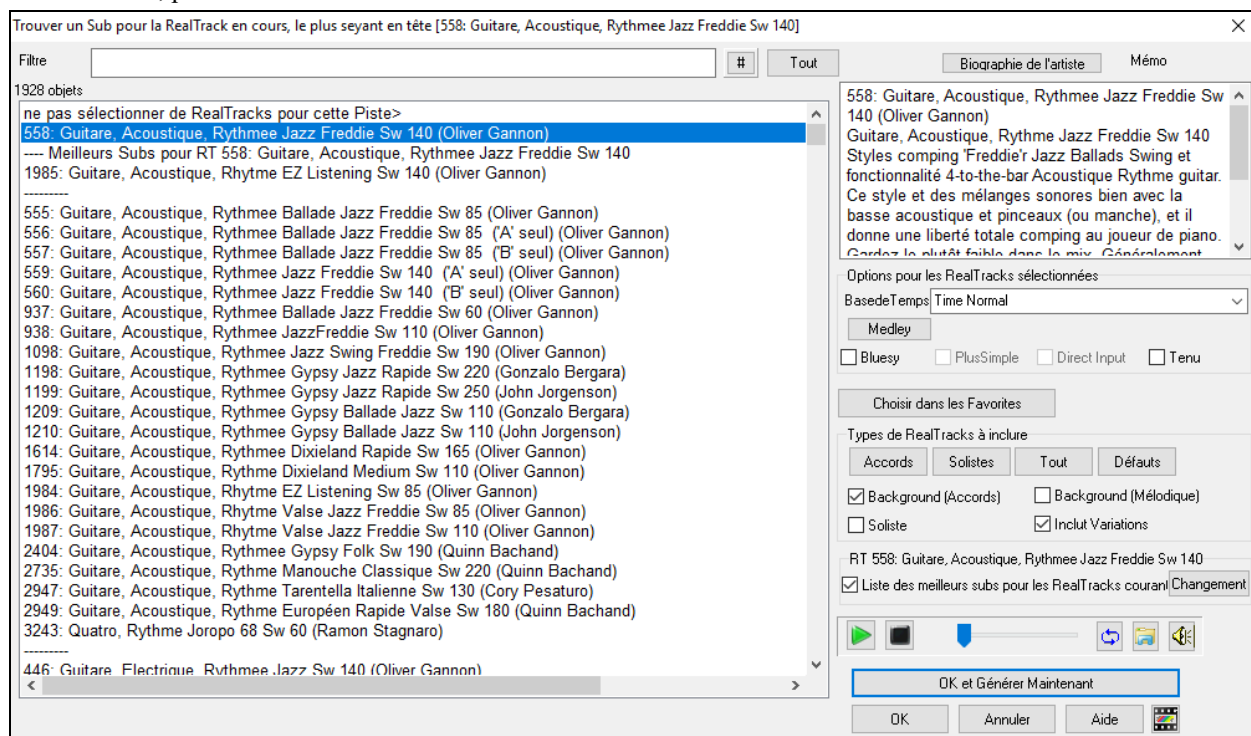 Trouver un Sub pour la RealTrack en cours, le plus seyant en tête [558: Guitare, Acoustique, Rythmee Jazz Freddie Sw 140]
Filtre
#
Tout
Biographie de l'artiste
Mémo
1928 objets
ne pas sélectionner de RealTracks pour cette Piste>
558: Guitare, Acoustique, Rythmee Jazz Freddie Sw 140 (Oliver Gannon)
---- Meilleurs Subs pour RT 558: Guitare, Acoustique, Rythmee Jazz Freddie Sw 140
1985: Guitare, Acoustique, Rhytme EZ Listening Sw 140 (Oliver Gannon)
---------
555: Guitare, Acoustique, Rythmee Ballade Jazz Freddie Sw 85 (Oliver Gannon)
556: Guitare, Acoustique, Rythmee Ballade Jazz Freddie Sw 85 ('A' seul) (Oliver Gannon)
557: Guitare, Acoustique, Rythmee Ballade Jazz Freddie Sw 85 ('B' seul) (Oliver Gannon)
559: Guitare, Acoustique, Rythmee Jazz Freddie Sw 140 ('A' seul) (Oliver Gannon)
560: Guitare, Acoustique, Rythmee Jazz Freddie Sw 140 ('B' seul) (Oliver Gannon)
937: Guitare, Acoustique, Rythmee Ballade Jazz Freddie Sw 60 (Oliver Gannon)
938: Guitare, Acoustique, Rythmee JazzFreddie Sw 110 (Oliver Gannon)
1098: Guitare, Acoustique, Rythmee Jazz Swing Freddie Sw 190 (Oliver Gannon)
1198: Guitare, Acoustique, Rythmee Gypsy Jazz Rapide Sw 220 (Gonzalo Bergara)
1199: Guitare, Acoustique, Rythmee Gypsy Jazz Rapide Sw 250 (John Jorgenson)
1209: Guitare, Acoustique, Rythmee Gypsy Ballade Jazz Sw 110 (Gonzalo Bergara)
1210: Guitare, Acoustique, Rythmee Gypsy Ballade Jazz Sw 110 (John Jorgenson)
1614: Guitare, Acoustique, Rythmee Dixieland Rapide Sw 165 (Oliver Gannon)
1795: Guitare, Acoustique, Rythme Dixieland Medium Sw 110 (Oliver Gannon)
1984: Guitare, Acoustique, Rhytme EZ Listening Sw 85 (Oliver Gannon)
1986: Guitare, Acoustique, Rhytme Valse Jazz Freddie Sw 85 (Oliver Gannon)
1987: Guitare, Acoustique, Rhytme Valse Jazz Freddie Sw 110 (Oliver Gannon)
2404: Guitare, Acoustique, Rythmee Gypsy Folk Sw 190 (Quinn Bachand)
2735: Guitare, Acoustique, Rythme Manouche Classique Sw 220 (Quinn Bachand)
2947: Guitare, Acoustique, Rythme Tarentella Italienne Sw 130 (Cory Pesaturo)
2949: Guitare, Acoustique, Rythme Européen Rapide Valse Sw 180 (Quinn Bachand)
3243: Quatro, Rythme Joropo 68 Sw 60 (Ramon Stagnaro)
---------
446: Guitare, Electrique, Rythmee Jazz Sw 140 (Oliver Gannon)
558: Guitare, Acoustique, Rythmee Jazz Freddie Sw
140 (Oliver Gannon)
Guitare, Acoustique, Rythme Jazz Freddie Sw 140
Styles comping 'Freddie'r Jazz Ballads Swing et
fonctionnalité 4-to-the-bar Acoustique Rythme guitar.
Ce style et des mélanges sonores bien avec la
basse acoustique et pinceaux (ou manche), et il
donne une liberté totale comping au joueur de piano.
Gardez le plutôt faible dans le mix. Généralement
Options pour les RealTracks sélectionnées
BasedeTemps Time Normal
Medley
Bluesy PlusSimple Direct Input Tenu
Choisir dans les Favorites
Types de RealTracks à inclure
Accords Solistes Tout Défauts
Background (Accords) Background (Mélodique)
Soliste Inclut Variations
RT 558: Guitare, Acoustique, Rythmee Jazz Freddie Sw 140
Liste des meilleurs subs pour les RealTracks courant Changement
OK et Générer Maintenant
OK Annuler Aide